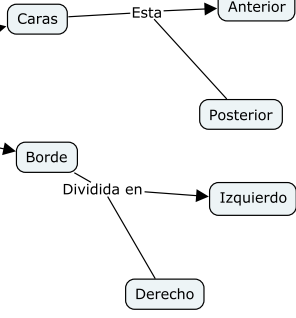 Anterior
Caras
Esta
Posterior
Borde
Dividida en
Izquierdo
Derecho